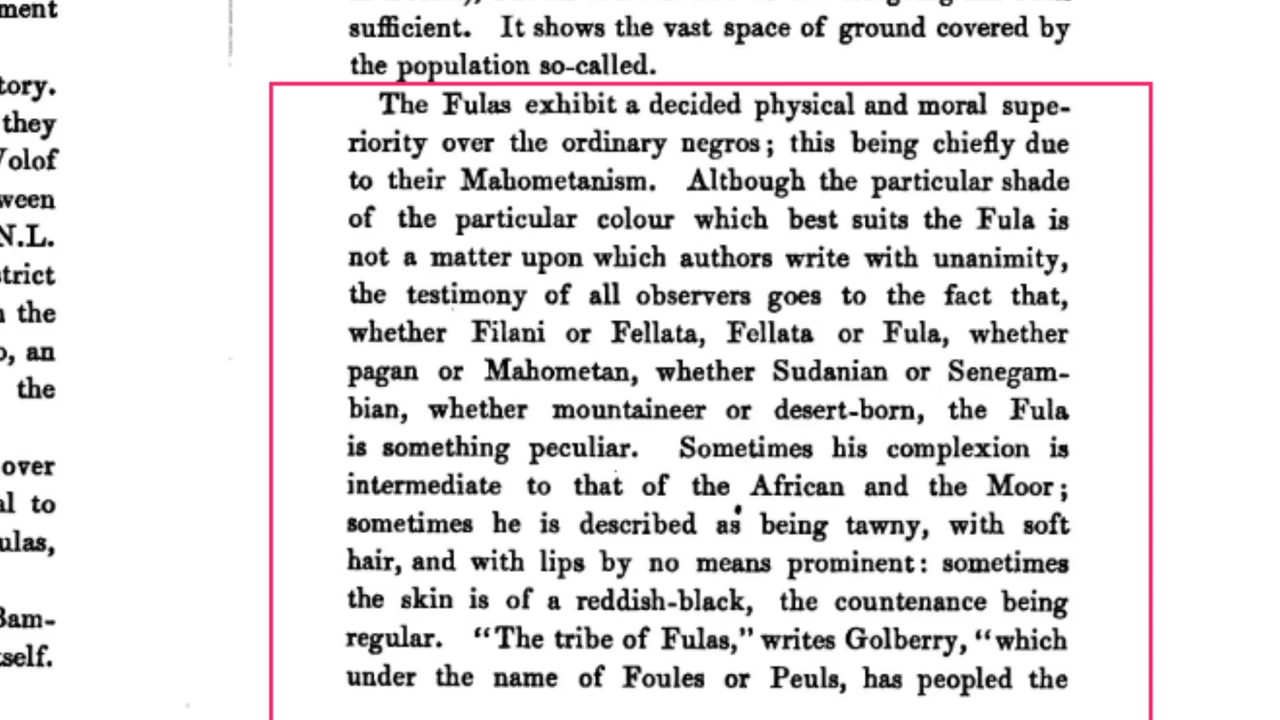 ment
tory.
they
Volof
ween
N.L.
strict
the
an
the
over
al to
ulas,
Bam-
tself.
sufficient. It shows the vast space of ground covered by
the population so-called.
The Fulas exhibit a decided physical and moral supe-
riority over the ordinary negros; this being chiefly due
to their Mahometanism. Although the particular shade
of the particular colour which best suits the Fula is
not a matter upon which authors write with unanimity,
the testimony of all observers goes to the fact that,
whether Filani or Fellata, Fellata or Fula, whether
pagan or Mahometan, whether Sudanian or Senegam-
bian, whether mountaineer or desert-born, the Fula
is something peculiar. Sometimes his complexion is
intermediate to that of the African and the Moor;
sometimes he is described as being tawny, with soft
hair, and with lips by no means prominent: sometimes
the skin is of a reddish-black, the countenance being
regular. "The tribe of Fulas," writes Golberry, "which
under the name of Foules or Peuls, has peopled the